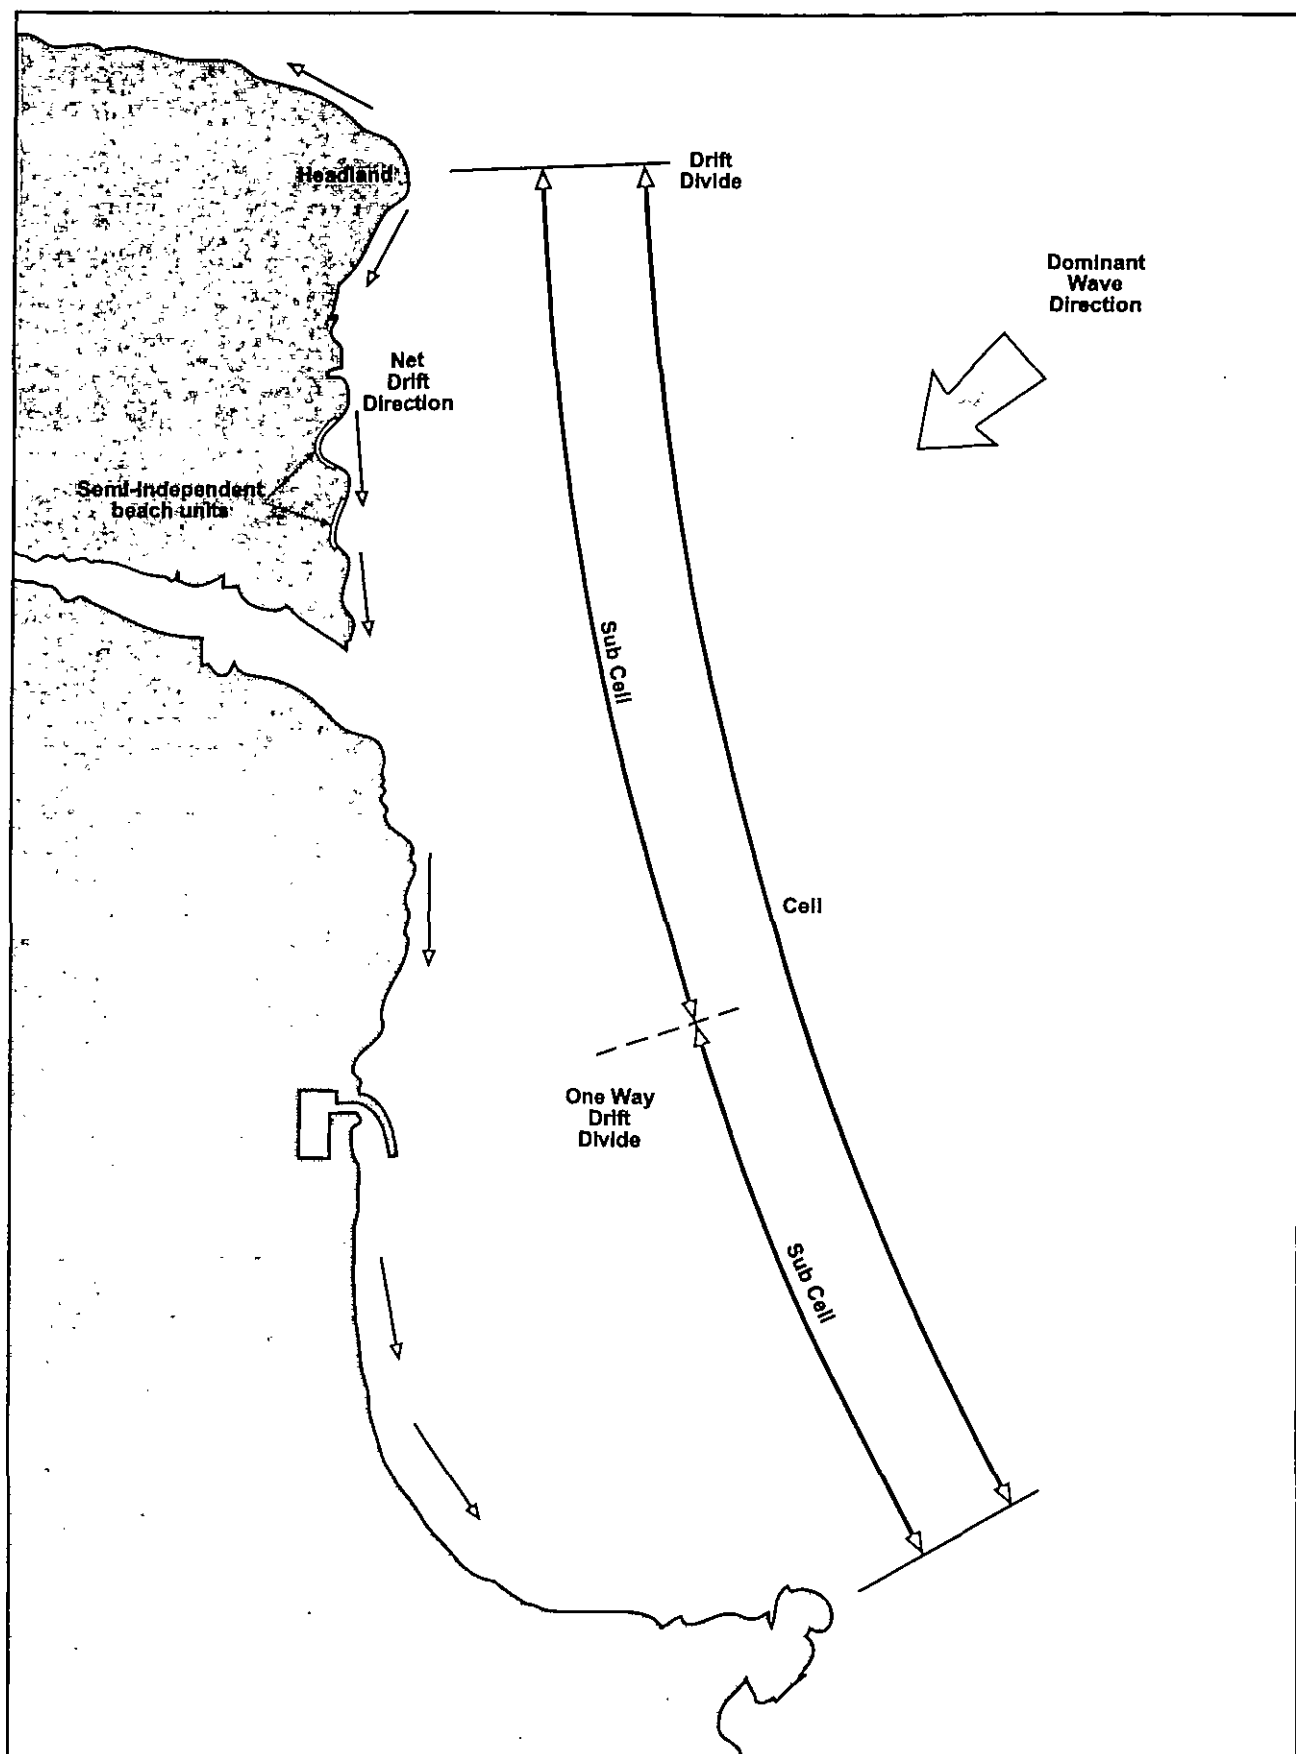 Drift
Divide
Headland
Dominant
Wave
Direction
Net
Drift
Direction
Semi-Independent
beach units
Sub Cell
Cell
One Way
Drift
Divide
Sub Cell